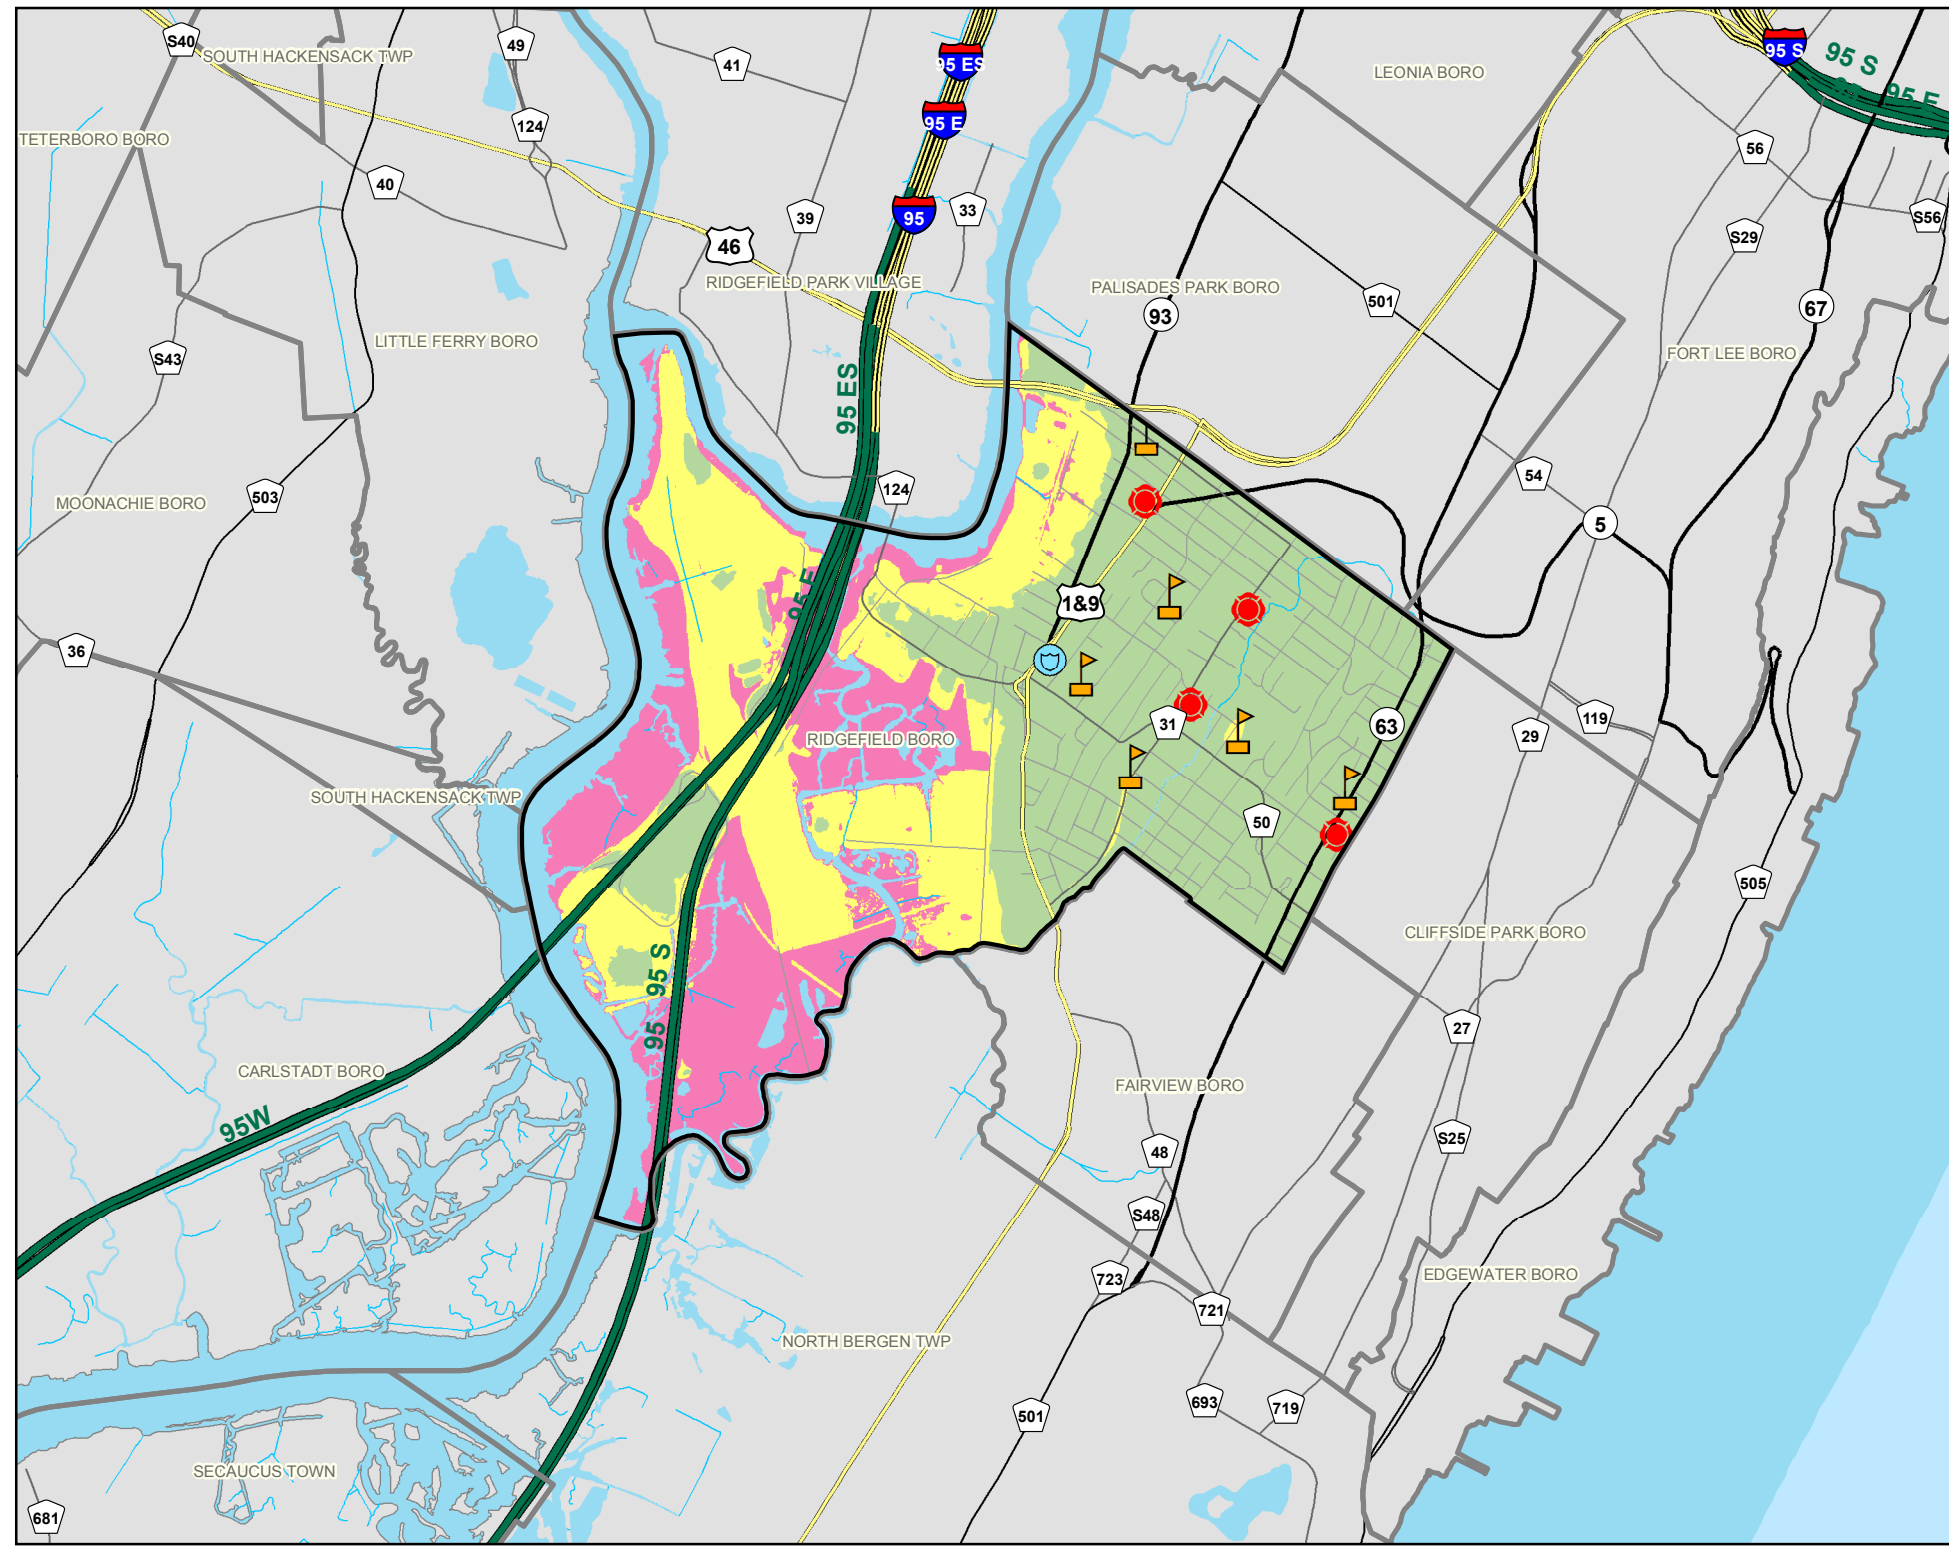 S40
SOUTH HACKENSACK TWP
49
41
95 ES
95 S
95 S
LEONIA BORO
95 E
95 E
TETERBORO BORO
124
56
40
39
95
33
S56
S29
46
RIDGEFIELD PARK VILLAGE
PALISADES PARK BORO
501
93
67
LITTLE FERRY BORO
S43
FORT LEE BORO
95 ES
MOONACHIE BORO
503
124
54
5
95 E
1&9
36
31
63
119
29
RIDGEFIELD BORO
SOUTH HACKENSACK TWP
50
505
CLIFFSIDE PARK BORO
95 S
95
27
CARLSTADT BORO
FAIRVIEW BORO
95W
48
S25
S48
723
EDGEWATER BORO
721
NORTH BERGEN TWP
501
693
719
SECAUCUS TOWN
681